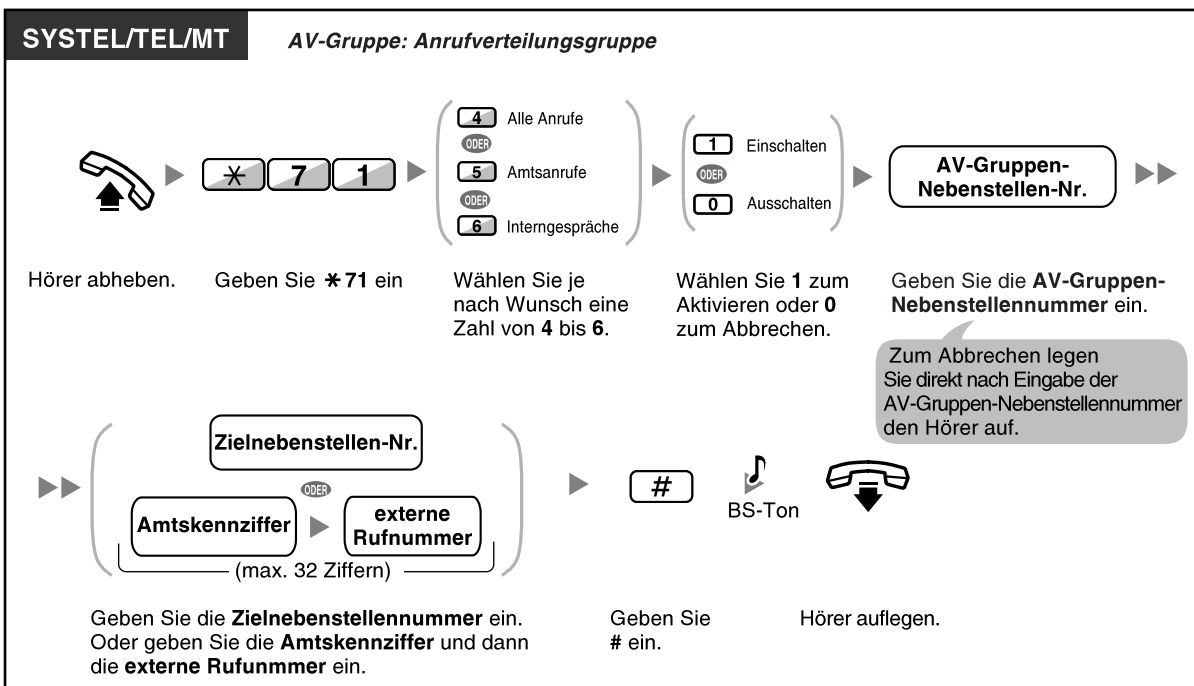 SYSTEL/TEL/MT
AV-Gruppe: Anrufverteilungsgruppe
4 Alle Anrufe
ODER
5 Amtsanrufe
ODER
6 Interngespräche
1 Einschalten
ODER
0 Ausschalten
AV-Gruppen-
Nebenstellen-Nr.
* 7 1
Hörer abheben.
Geben Sie * 71 ein
Wählen Sie je
nach Wunsch eine
Zahl von 4 bis 6.
Wählen Sie 1 zum
Aktivieren oder 0
zum Abbrechen.
Geben Sie die AV-Gruppen-
Nebenstellennummer ein.
Zum Abbrechen legen
Sie direkt nach Eingabe der
AV-Gruppen-Nebenstellennummer
den Hörer auf.
Zielnebenstellen-Nr.
ODER
Amtskennziffer
externe
Rufnummer
(max. 32 Ziffern)
#
BS-Ton
Geben Sie die Zielnebenstellennummer ein.
Oder geben Sie die Amtskennziffer und dann
die externe Rufunmmer ein.
Geben Sie
# ein.
Hörer auflegen.